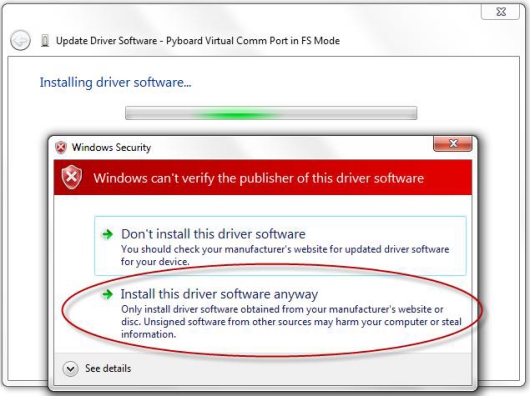 Update Driver Software - Pyboard Virtual Comm Port in FS Mode
Installing driver software...
Windows Security
Windows can't verify the publisher of this driver software
Don't install this driver software
You should check your manufacturer's website for updated driver software
for your device.
Install this driver software anyway
Only install driver software obtained from your manufacturer's website or
disc. Unsigned software from other sources may harm your computer or steal
information.
See details